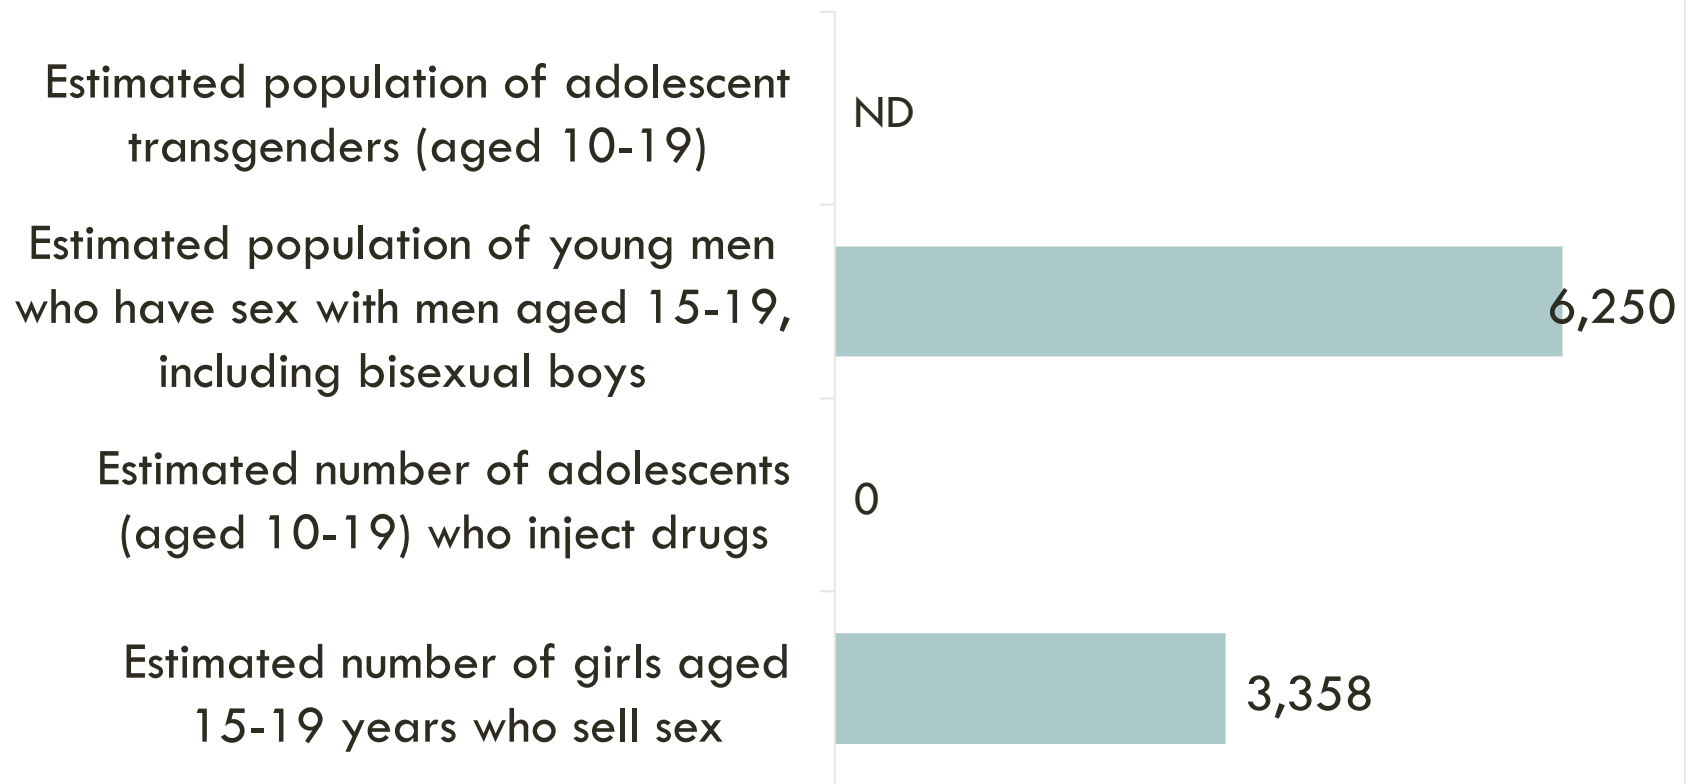 Estimated population of adolescent
transgenders (aged 10-19)
ND
Estimated population of young men
who have sex with men aged 15-19,
including bisexual boys
6,250
Estimated number of adolescents
(aged 10-19) who inject drugs
0
Estimated number of girls aged
15-19 years who sell sex
3,358